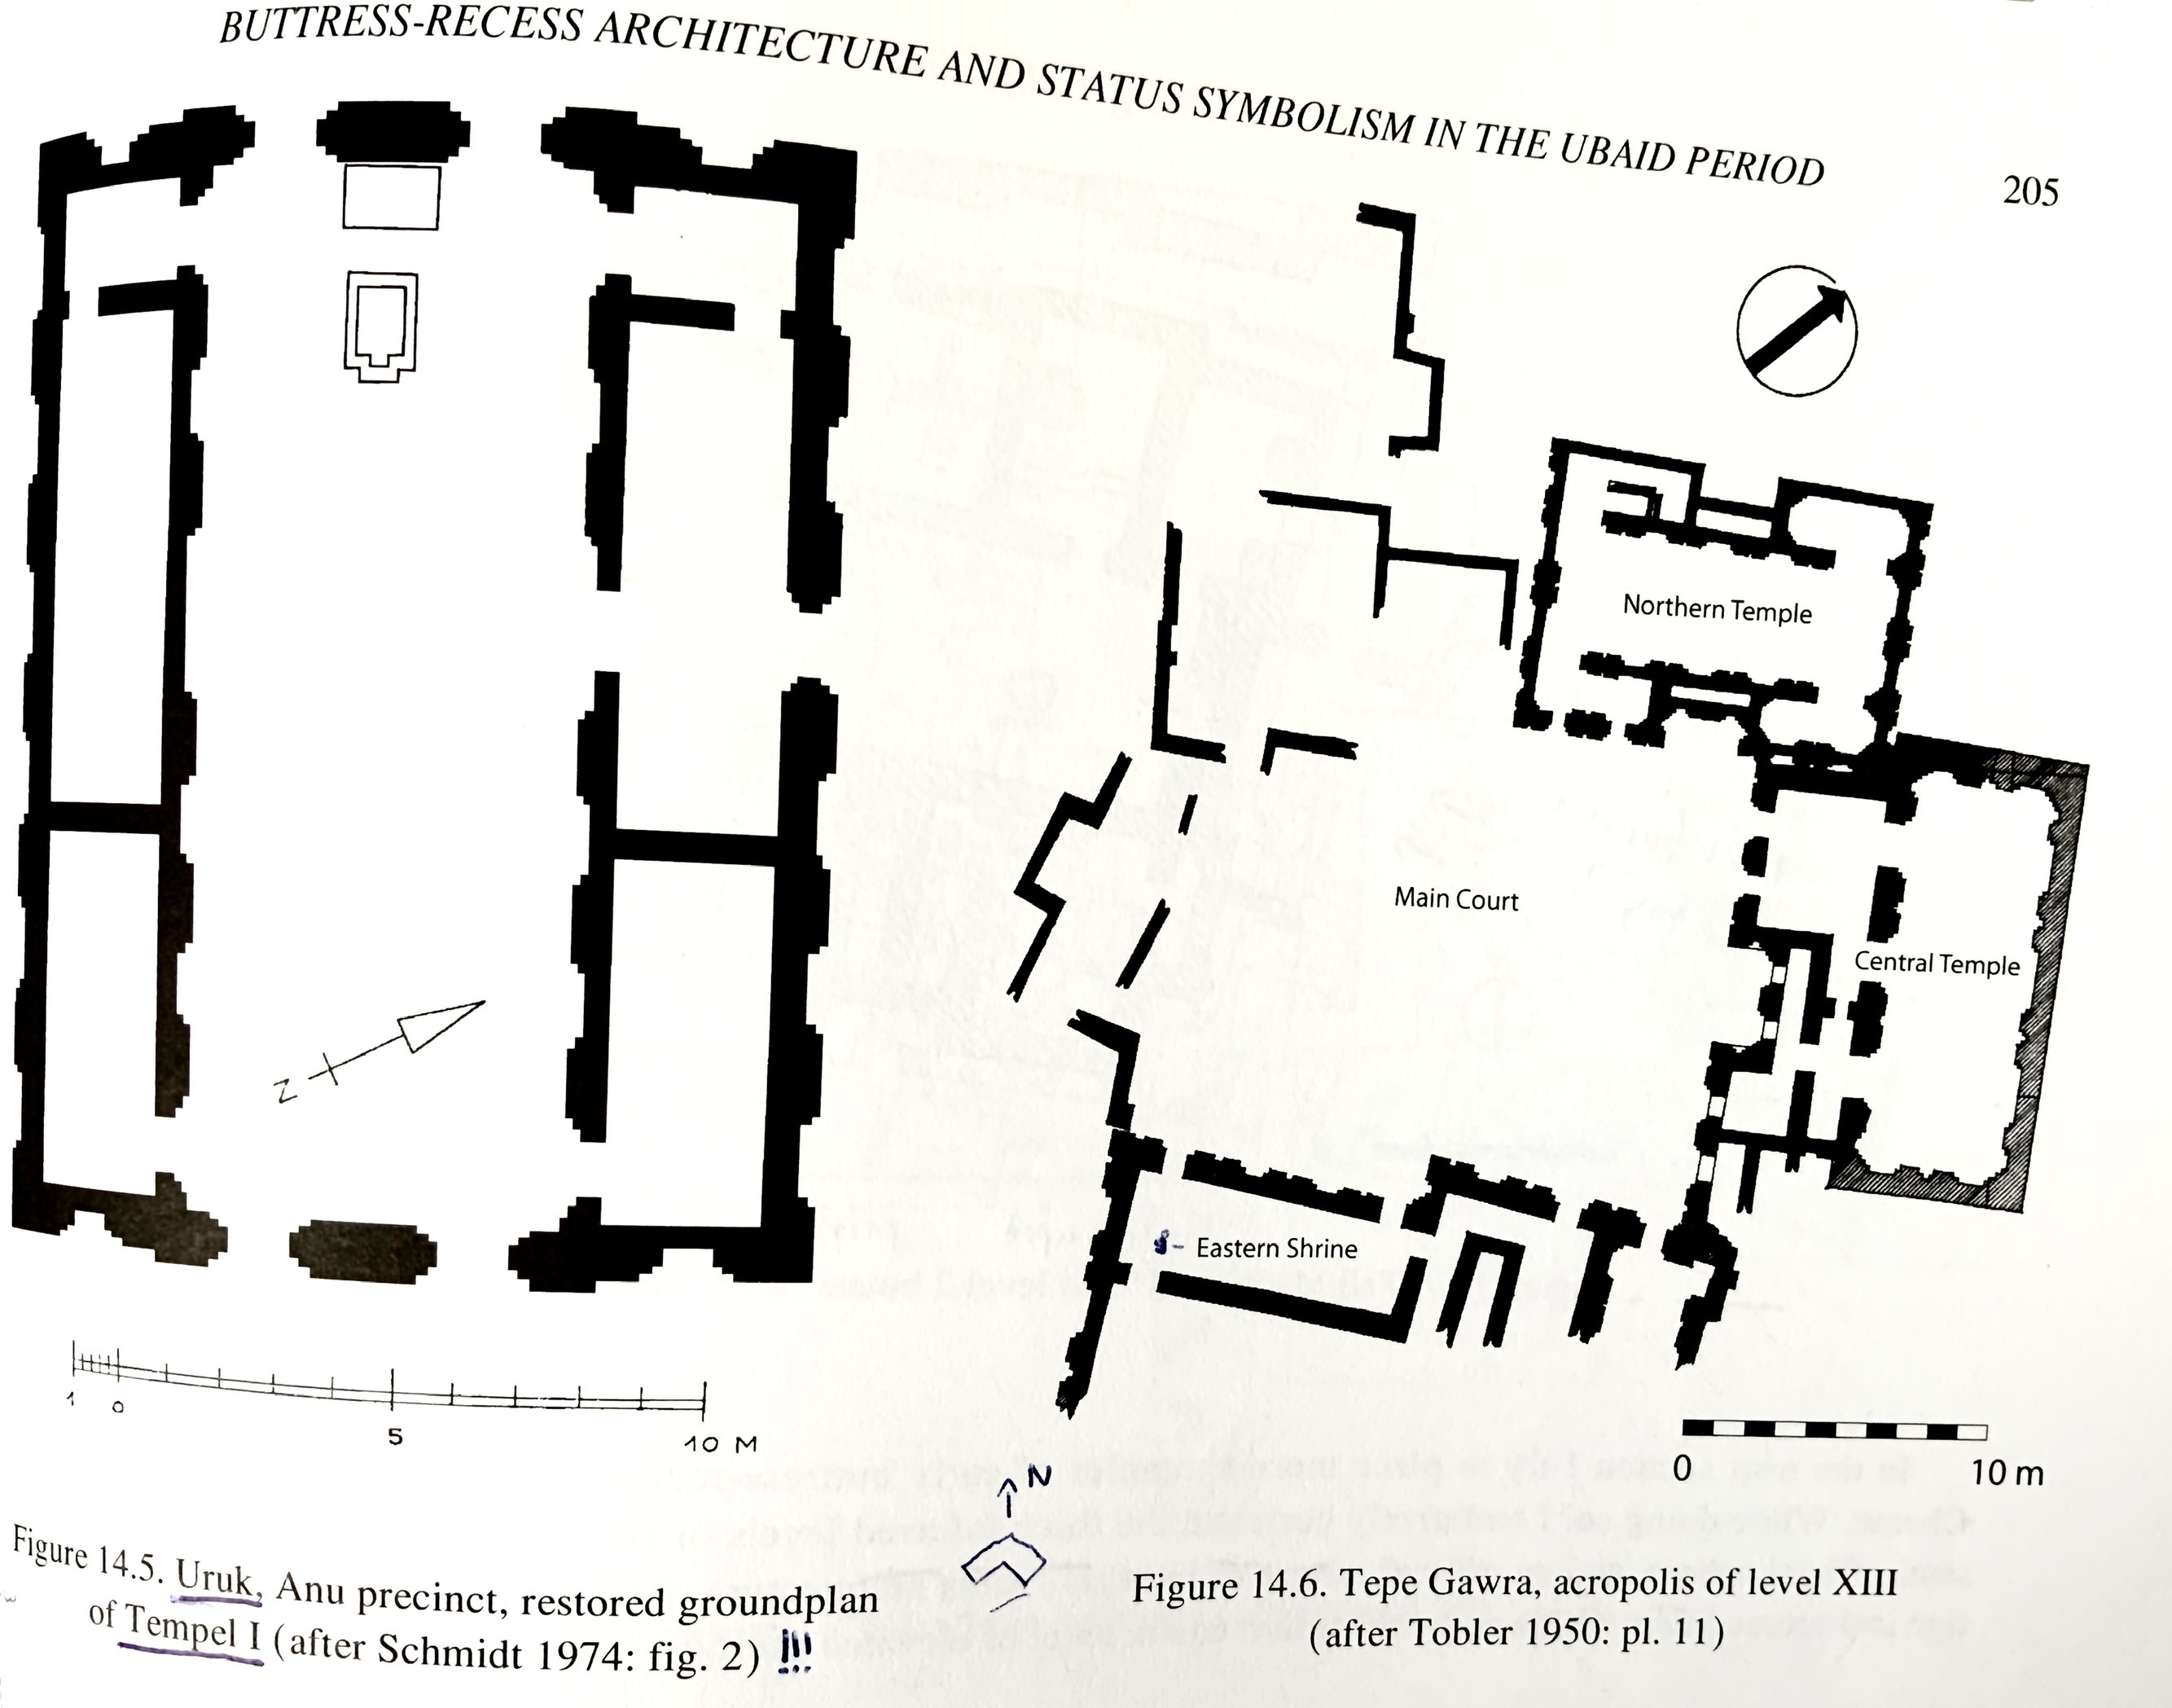 BUTTRESS-RECESS ARCHITECTURE AND STATUS SYMBOLISM IN THE UBAID PERIOD
205
Northern Temple
Main Court
Central Temple
Eastern Shrine
N
1 0
5
10 M
0
10 m
N
Figure 14.5. Uruk, Anu precinct, restored groundplan
of Tempel I (after Schmidt 1974: fig. 2) !!!
Figure 14.6. Tepe Gawra, acropolis of level XIII
(after Tobler 1950: pl. 11)